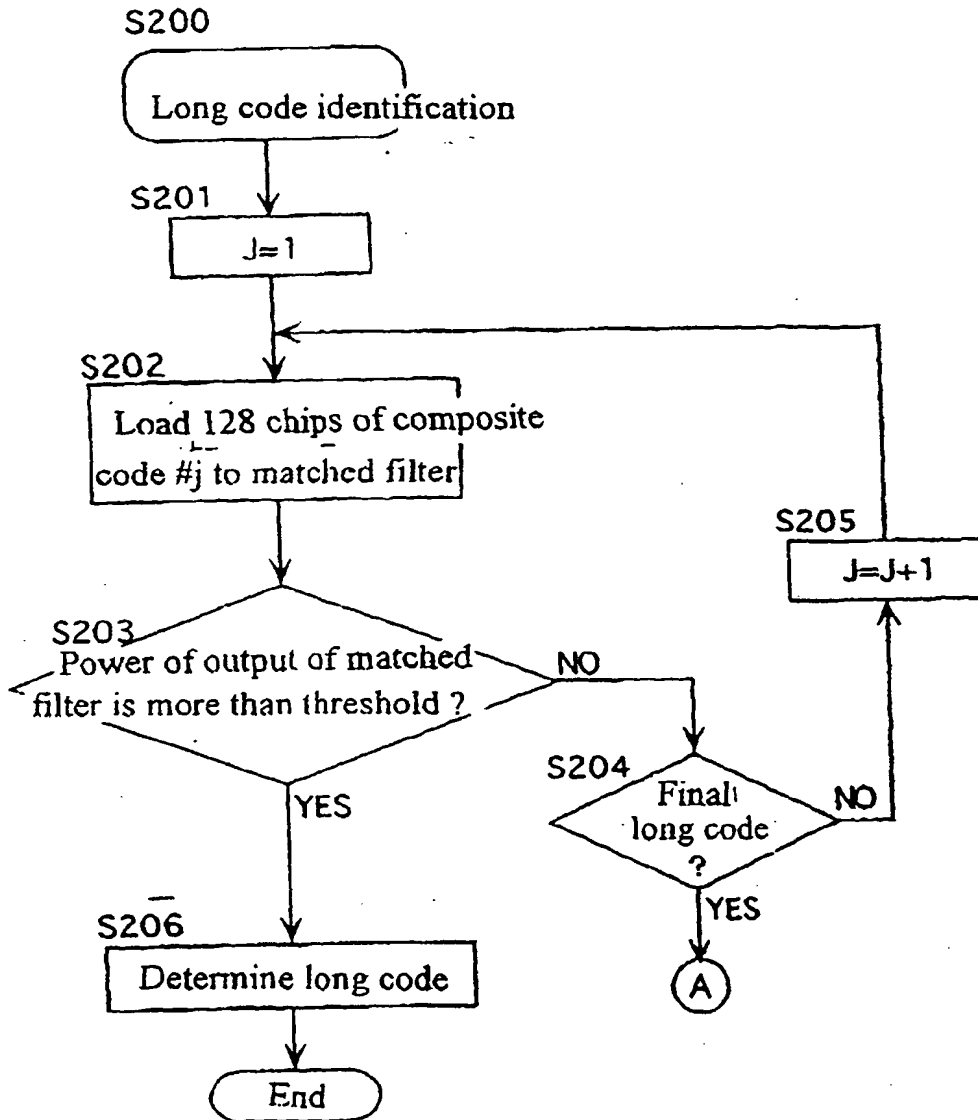 S200
Long code identification
S201
J=1
S202
Load 128 chips of composite
code #j to matched filter
S203
Power of output of matched
filter is more than threshold ?
NO
YES
S204
Final
long code
?
NO
YES
S205
J=J+1
A
S206
Determine long code
End